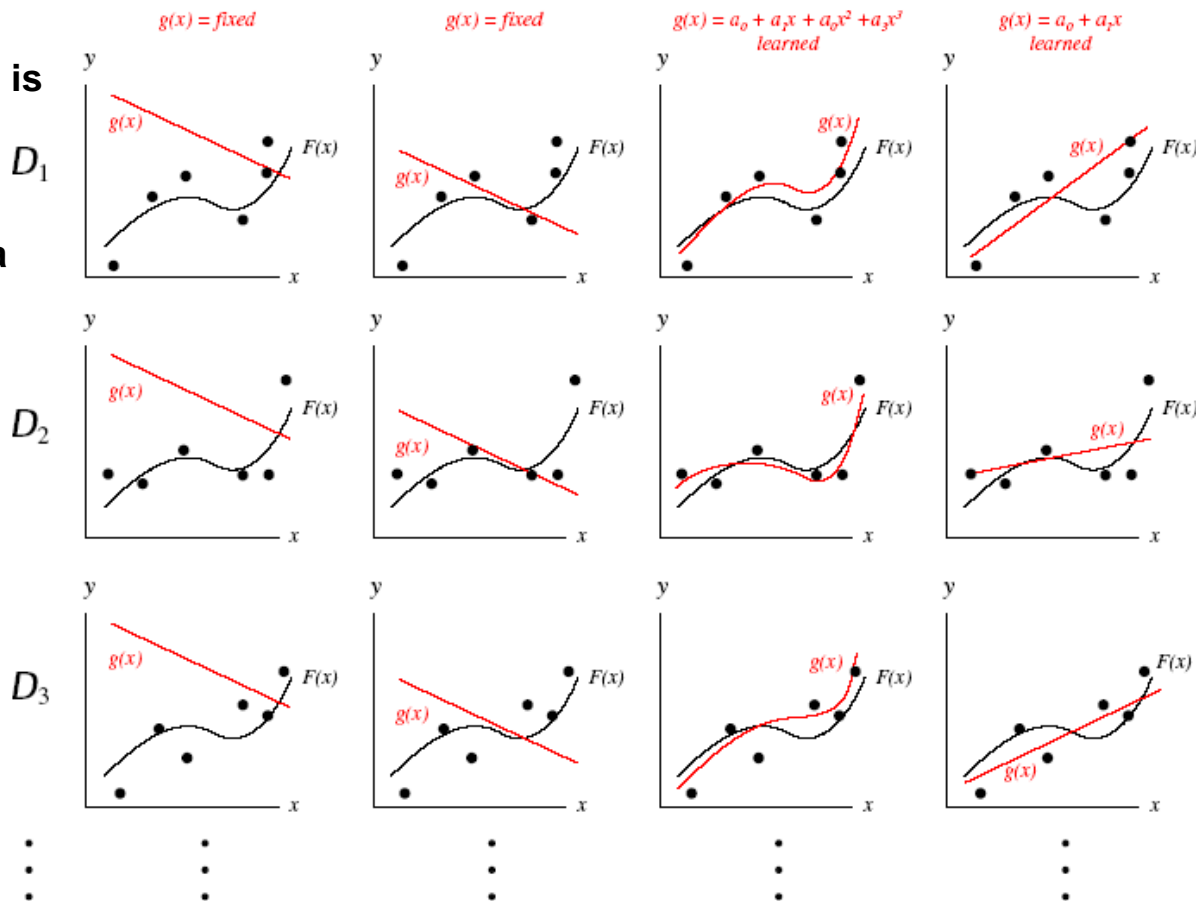 g(x) = fixed
g(x) = fixed
g(x) = a₀ + a₁x + a₀x² + a₃x³
learned
g(x) = a₀ + a₁x
learned
is
a
D₁
y
g(x)
F(x)
x
y
g(x)
F(x)
x
y
g(x)
F(x)
x
y
g(x)
F(x)
x
D₂
y
g(x)
F(x)
x
y
g(x)
F(x)
x
y
g(x)
F(x)
x
y
g(x)
F(x)
x
D₃
y
g(x)
F(x)
x
y
g(x)
F(x)
x
y
g(x)
F(x)
x
y
g(x)
F(x)
x